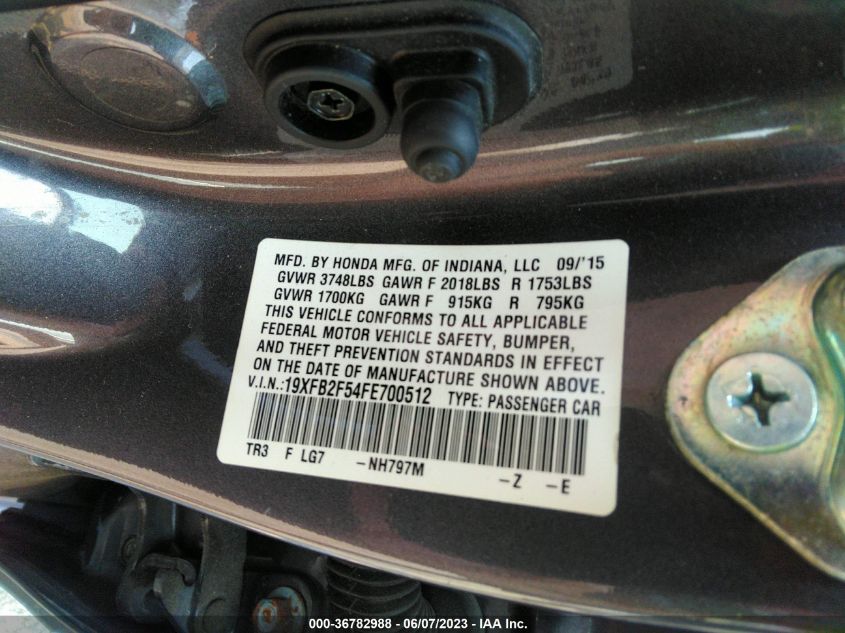 MFD. BY HONDA MFG. OF INDIANA, LLC 09/'15
GVWR 3748LBS GAWR F 2018LBS R 1753LBS
GVWR 1700KG GAWR F 915KG R 795KG
THIS VEHICLE CONFORMS TO ALL APPLICABLE
FEDERAL MOTOR VEHICLE SAFETY, BUMPER,
AND THEFT PREVENTION STANDARDS IN EFFECT
ON THE DATE OF MANUFACTURE SHOWN ABOVE.
V.I.N.:19XFB2F54FE700512 TYPE: PASSENGER CAR
TR3 F LG7 -NH797M -Z -E
000-36782988 - 06/07/2023 - IAA Inc.